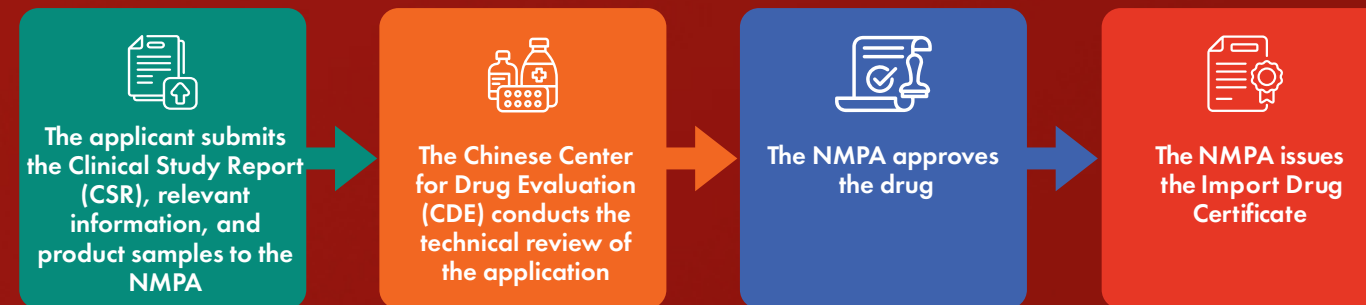 The applicant submits
the Clinical Study Report
(CSR), relevant
information, and
product samples to the
NMPA
The Chinese Center
for Drug Evaluation
(CDE) conducts the
technical review of
the application
The NMPA approves
the drug
The NMPA issues
the Import Drug
Certificate